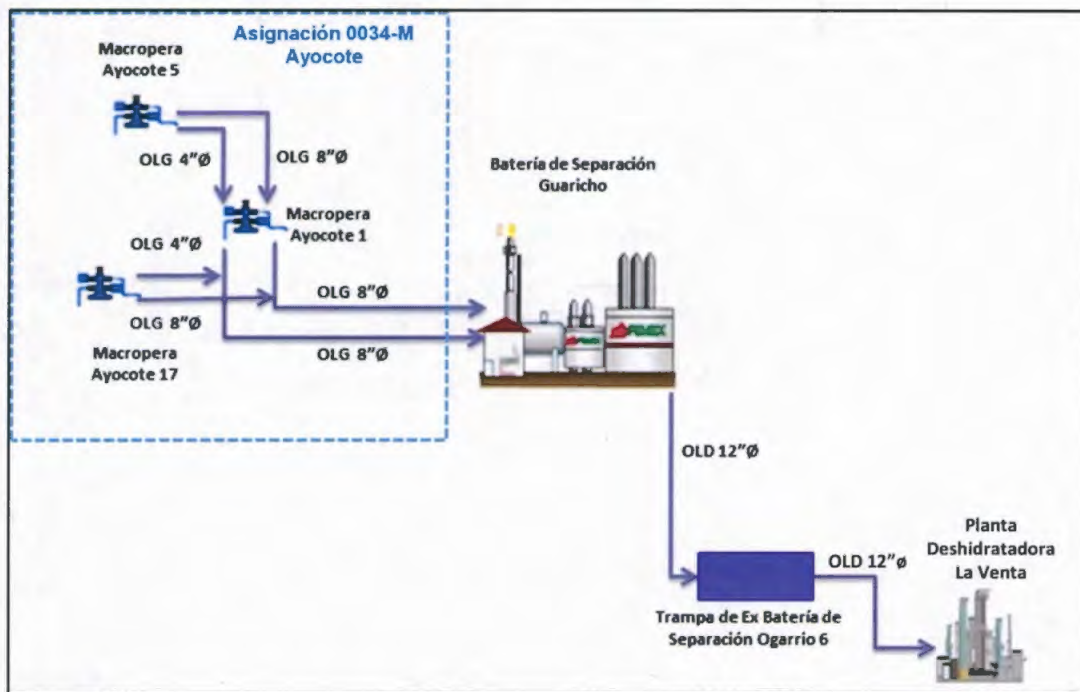 Asignación 0034-M
Ayocote
Macropera
Ayocote 5
OLG 4"Ø
OLG 8"Ø
Macropera
Ayocote 1
OLG 4"Ø
OLG 8"Ø
Macropera
Ayocote 17
OLG 8"Ø
OLG 8"Ø
Batería de Separación
Guaricho
PEMEX
PEMEX
OLD 12"Ø
Trampa de Ex Batería de
Separación Ogarrio 6
OLD 12"ø
Planta
Deshidratadora
La Venta